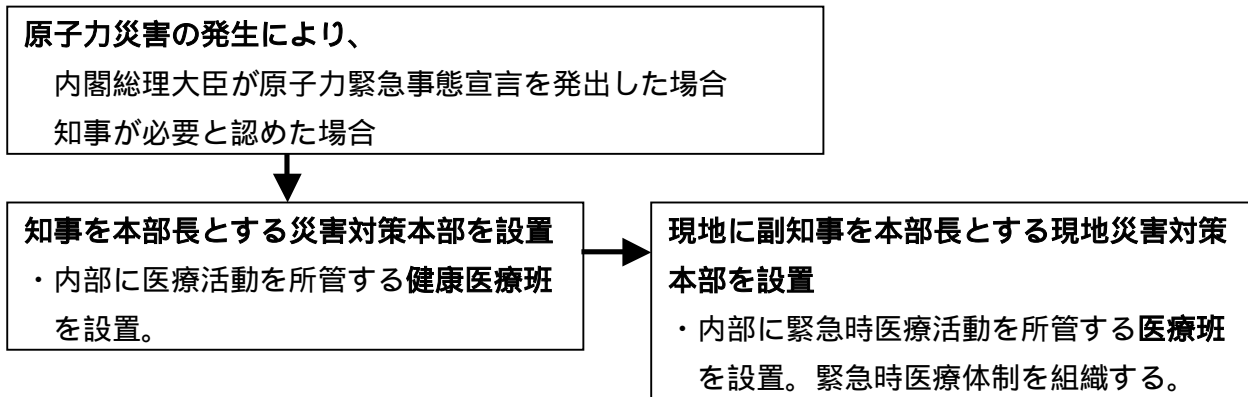 原子力災害の発生により、
内閣総理大臣が原子力緊急事態宣言を発出した場合
知事が必要と認めた場合
知事を本部長とする災害対策本部を設置
・内部に医療活動を所管する健康医療班
を設置。
現地に副知事を本部長とする現地災害対策
本部を設置
・内部に緊急時医療活動を所管する医療班
を設置。緊急時医療体制を組織する。